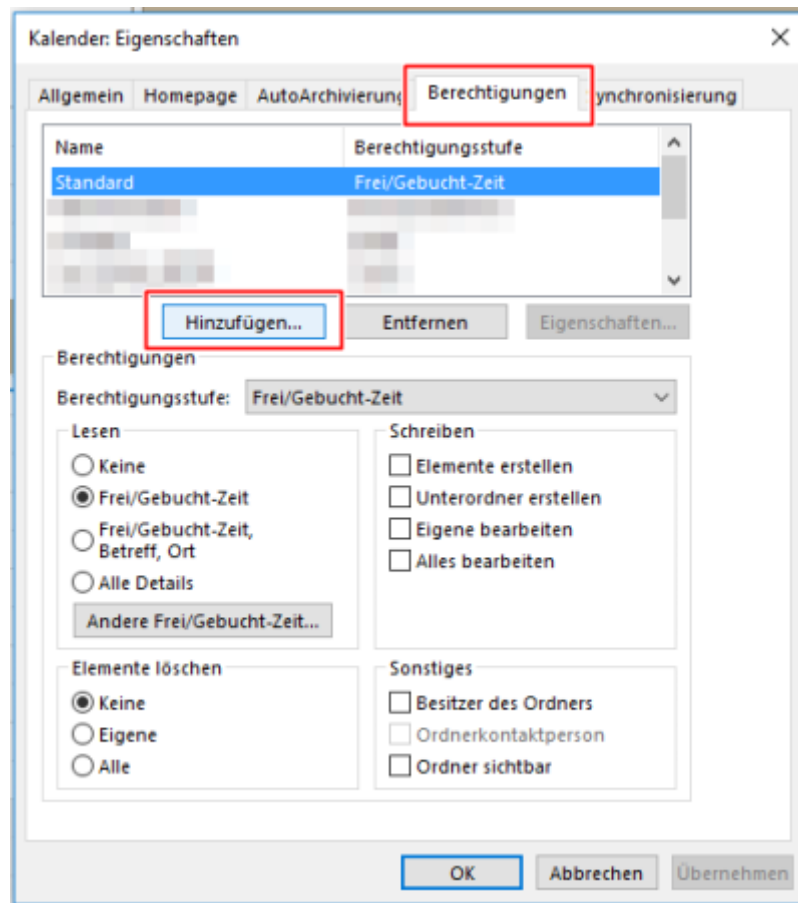 Kalender: Eigenschaften
Allgemein Homepage AutoArchivierung Berechtigungen ynchronisierung
Name Berechtigungsstufe
Standard Frei/Gebucht-Zeit
Hinzufügen... Entfernen Eigenschaften...
Berechtigungen
Berechtigungsstufe: Frei/Gebucht-Zeit
Lesen
Keine
Frei/Gebucht-Zeit
Frei/Gebucht-Zeit,
Betreff, Ort
Alle Details
Andere Frei/Gebucht-Zeit...
Schreiben
Elemente erstellen
Unterordner erstellen
Eigene bearbeiten
Alles bearbeiten
Elemente löschen
Keine
Eigene
Alle
Sonstiges
Besitzer des Ordners
Ordnerkontaktperson
Ordner sichtbar
OK Abbrechen Übernehmen